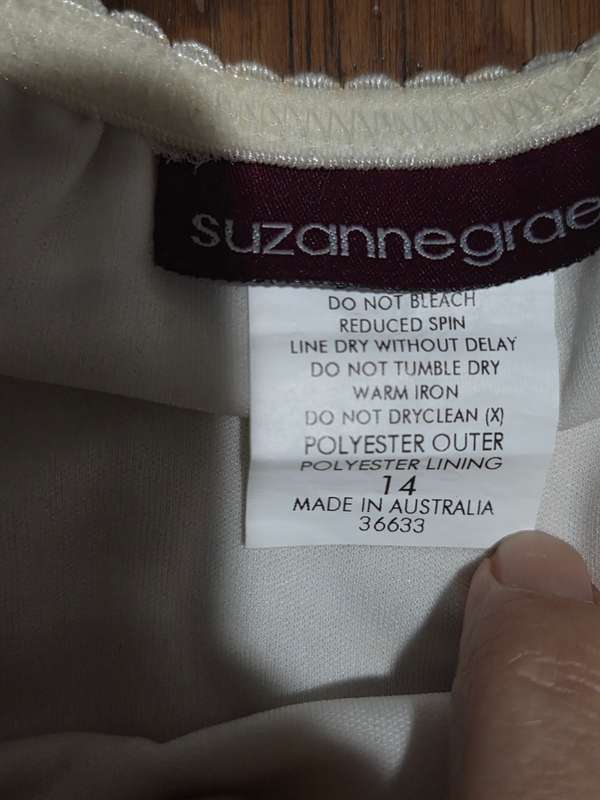 suzannegrae
DO NOT BLEACH
REDUCED SPIN
LINE DRY WITHOUT DELAY
DO NOT TUMBLE DRY
WARM IRON
DO NOT DRYCLEAN (X)
POLYESTER OUTER
POLYESTER LINING
14
MADE IN AUSTRALIA
36633